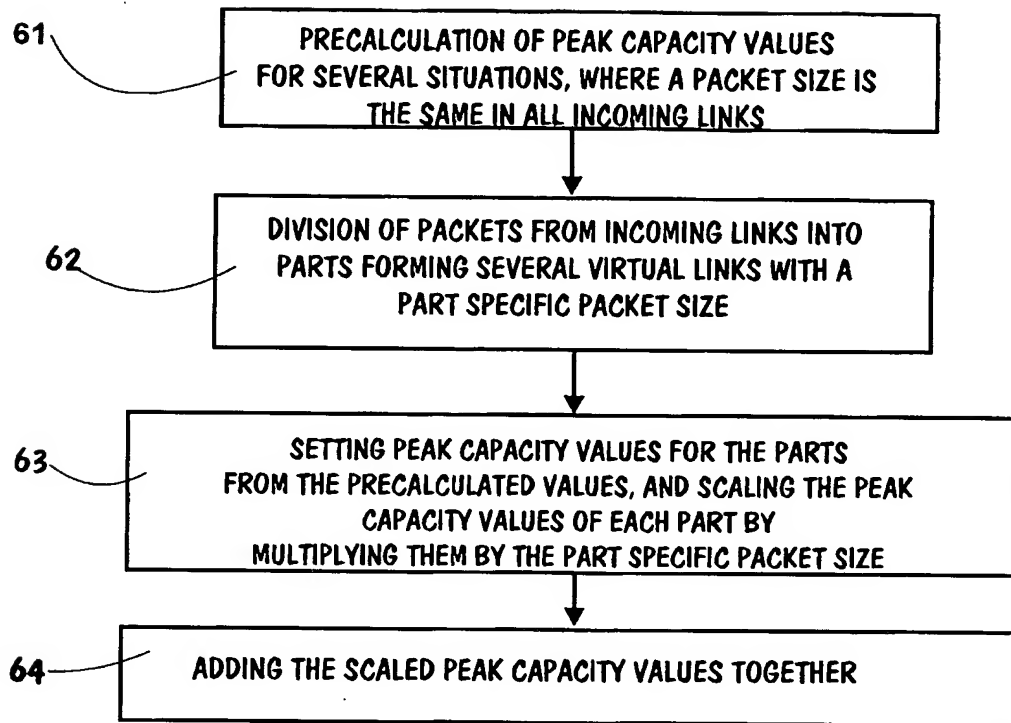 61
PRECALCULATION OF PEAK CAPACITY VALUES
FOR SEVERAL SITUATIONS, WHERE A PACKET SIZE IS
THE SAME IN ALL INCOMING LINKS
62
DIVISION OF PACKETS FROM INCOMING LINKS INTO
PARTS FORMING SEVERAL VIRTUAL LINKS WITH A
PART SPECIFIC PACKET SIZE
63
SETTING PEAK CAPACITY VALUES FOR THE PARTS
FROM THE PRECALCULATED VALUES, AND SCALING THE PEAK
CAPACITY VALUES OF EACH PART BY
MULTIPLYING THEM BY THE PART SPECIFIC PACKET SIZE
64
ADDING THE SCALED PEAK CAPACITY VALUES TOGETHER